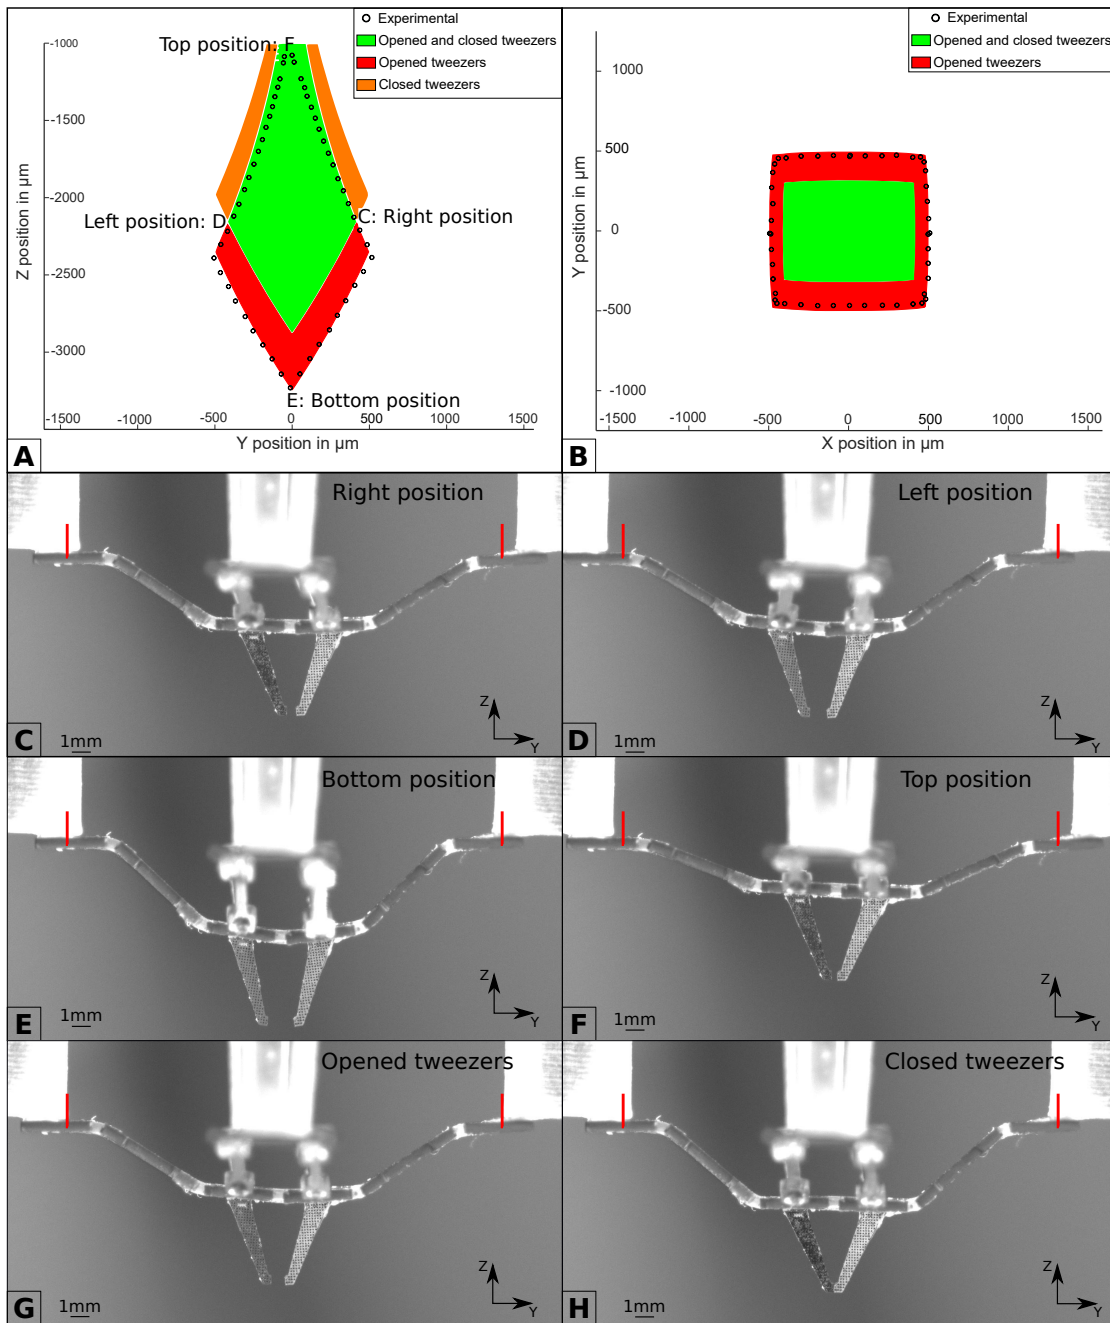 Experimental
Opened and closed tweezers
Opened tweezers
Closed tweezers
Top position: F
Left position: D
C: Right position
E: Bottom position
Z position in µm
-1000
-1500
-2000
-2500
-3000
-1500
-1000
-500
0
500
1000
1500
Y position in µm
A
Experimental
Opened and closed tweezers
Opened tweezers
Y position in µm
1000
500
0
-500
-1000
-1500
-1000
-500
0
500
1000
1500
X position in µm
B
Right position
Z
Y
1mm
C
Left position
Z
Y
1mm
D
Bottom position
Z
Y
1mm
E
Top position
Z
Y
1mm
F
Opened tweezers
Z
Y
1mm
G
Closed tweezers
Z
Y
1mm
H